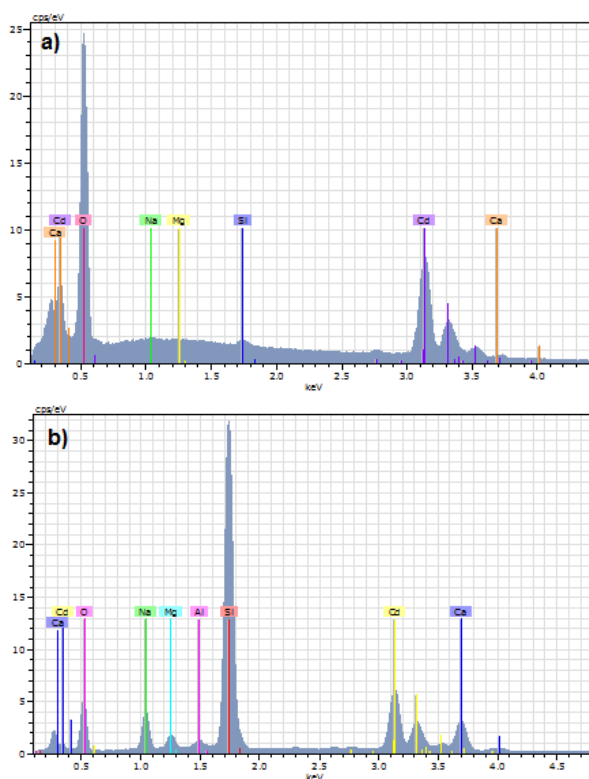 cps/eV
a)
25
20
15
10
5
0
Cd O Na Mg Si Cd Ca
Ca
0.5 1.0 1.5 2.0 2.5 3.0 3.5 4.0
keV
cps/eV
b)
30
25
20
15
10
5
0
Cd O Na Mg Al Si Cd Ca
Ca
0.5 1.0 1.5 2.0 2.5 3.0 3.5 4.0 4.5
keV